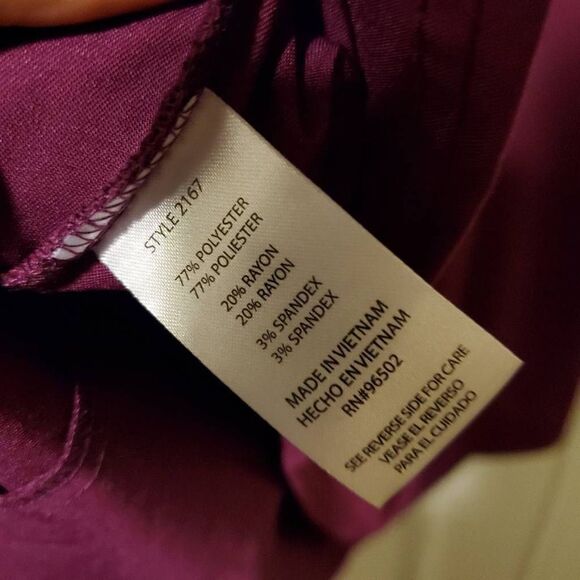 STYLE 2167
77% POLYESTER
77% POLIESTER
20% RAYON
20% RAYON
3% SPANDEX
3% SPANDEX
MADE IN VIETNAM
HECHO EN VIETNAM
RN#96502
SEE REVERSE SIDE FOR CARE
VEASE EL REVERSO
PARA EL CUIDADO